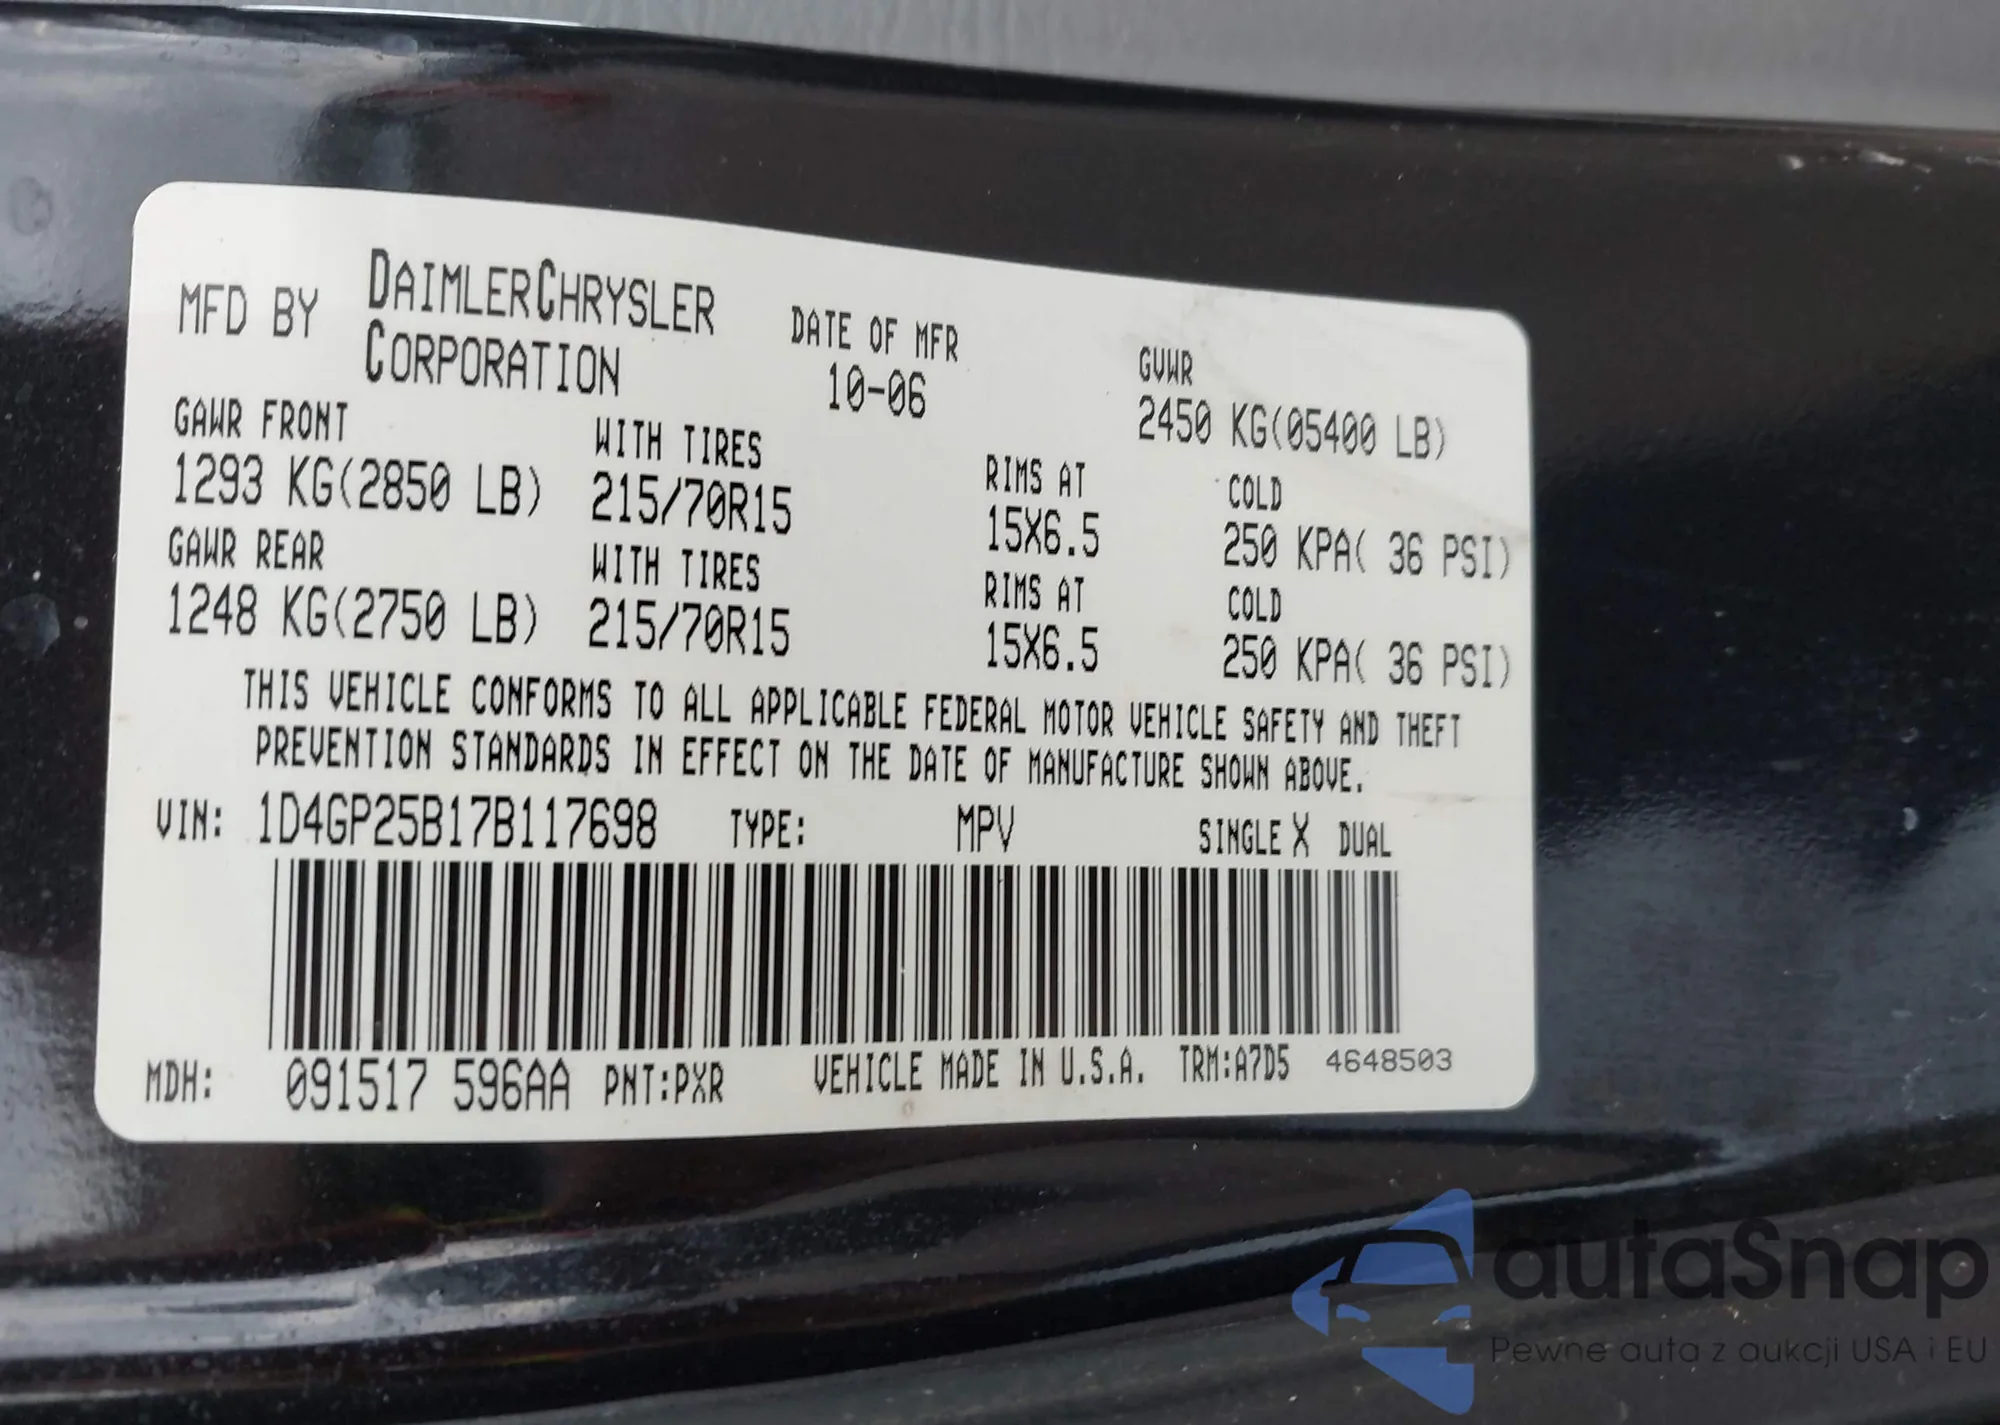 MFD BY DAIMLERCHRYSLER CORPORATION
DATE OF MFR
10-06
GVWR
2450 KG(05400 LB)
GAWR FRONT WITH TIRES RIMS AT COLD
1293 KG(2850 LB) 215/70R15 15X6.5 250 KPA( 36 PSI)
GAWR REAR WITH TIRES RIMS AT COLD
1248 KG(2750 LB) 215/70R15 15X6.5 250 KPA( 36 PSI)
THIS VEHICLE CONFORMS TO ALL APPLICABLE FEDERAL MOTOR VEHICLE SAFETY AND THEFT
PREVENTION STANDARDS IN EFFECT ON THE DATE OF MANUFACTURE SHOWN ABOVE.
VIN: 1D4GP25B17B117698 TYPE: MPV SINGLE X DUAL
MDH: 091517 596AA PNT:PXR VEHICLE MADE IN U.S.A. TRM:A7D5 4648503
autaSnap
Pewne auta z aukcji USA i EU